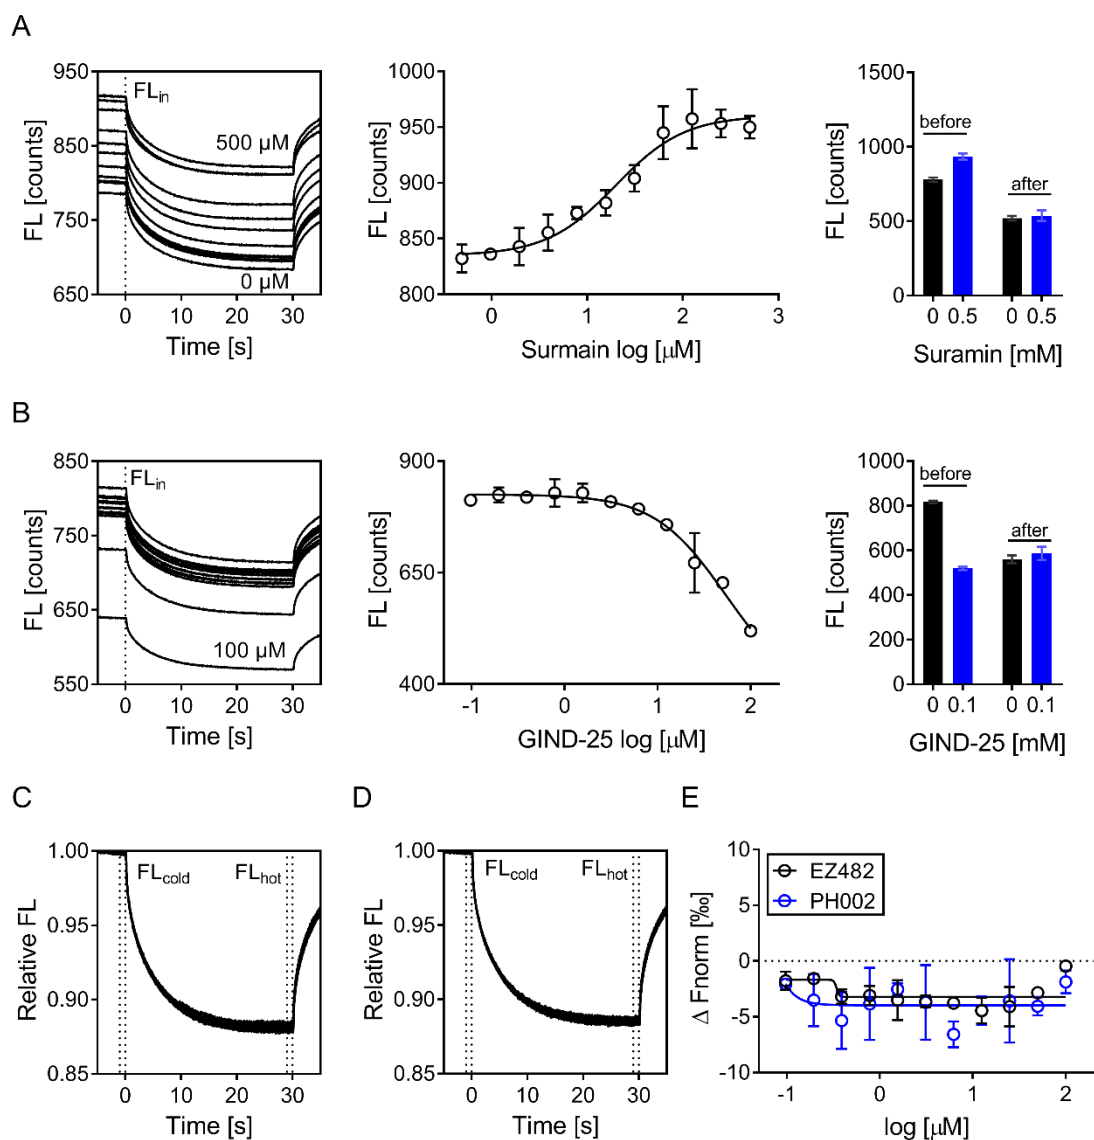 A
FL [counts]
950
850
750
650
FLin
500 µM
0 µM
0 10 20 30
Time [s]
FL [counts]
1000
950
900
850
800
0 1 2 3
Surmain log [µM]
FL [counts]
1500
1000
500
0
before
after
0 0.5 0 0.5
Suramin [mM]
B
FL [counts]
850
750
650
550
FLin
100 µM
0 10 20 30
Time [s]
FL [counts]
900
650
400
-1 0 1 2
GIND-25 log [µM]
FL [counts]
1000
800
600
400
200
0
before
after
0 0.1 0 0.1
GIND-25 [mM]
C
Relative FL
1.00
0.95
0.90
0.85
FLcold
FLhot
0 10 20 30
Time [s]
D
Relative FL
1.00
0.95
0.90
0.85
FLcold
FLhot
0 10 20 30
Time [s]
E
Δ Fnorm [‰]
10
5
0
-5
-10
EZ482
PH002
-1 0 1 2
log [µM]